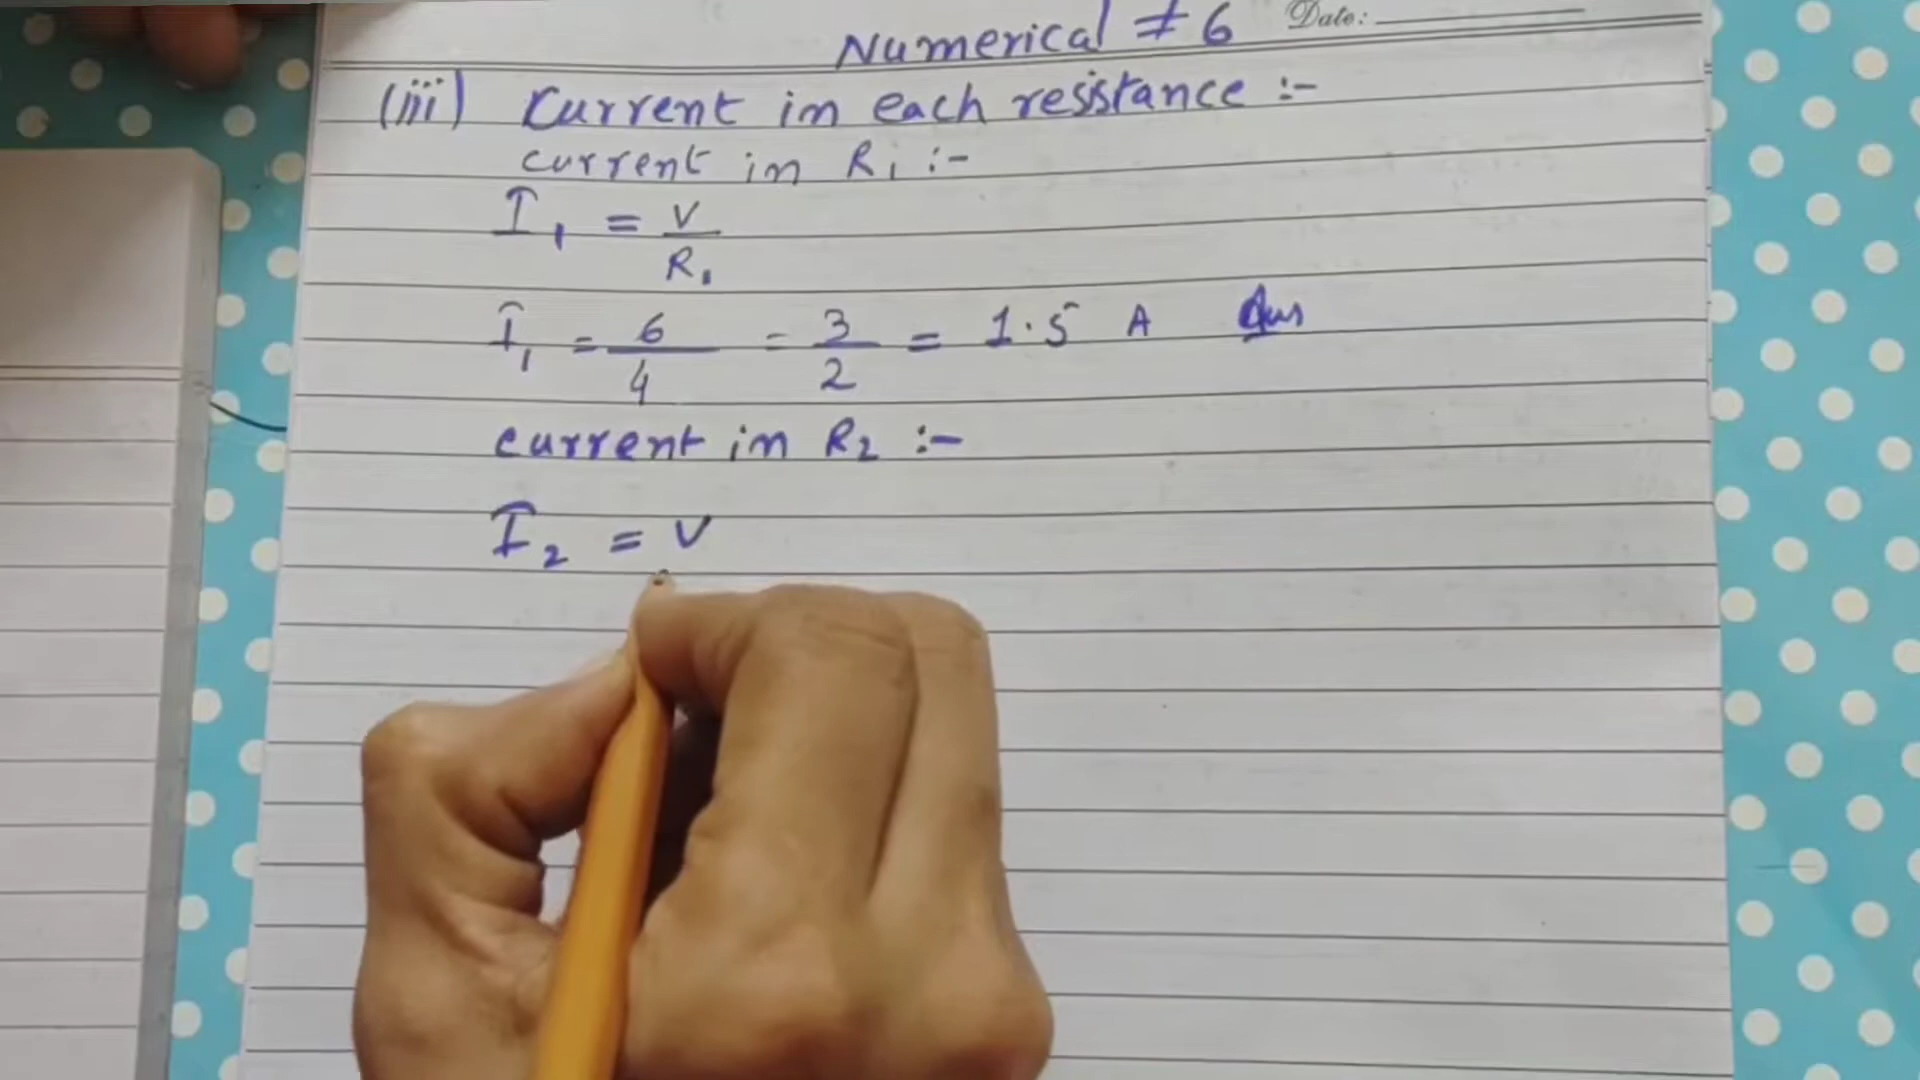 Numerical # 6 Date:
(iii) Current in each resistance :-
current in R₁ :-
I₁ = V/R₁
I₁ = 6/4 = 3/2 = 1.5 A Ans
current in R₂ :-
I₂ = V